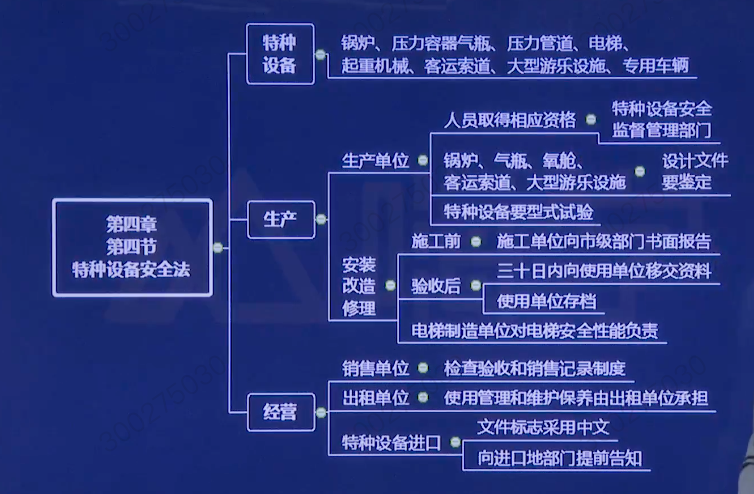 第四章
第四节
特种设备安全法
特种
设备
锅炉、压力容器气瓶、压力管道、电梯、
起重机械、客运索道、大型游乐设施、专用车辆
生产
生产单位
人员取得相应资格
特种设备安全
监督管理部门
锅炉、气瓶、氧舱、
客运索道、大型游乐设施
设计文件
要鉴定
特种设备要型式试验
安装
改造
修理
施工前
施工单位向市级部门书面报告
验收后
三十日内向使用单位移交资料
使用单位存档
电梯制造单位对电梯安全性能负责
经营
销售单位
检查验收和销售记录制度
出租单位
使用管理和维护保养由出租单位承担
特种设备进口
文件标志采用中文
向进口地部门提前告知